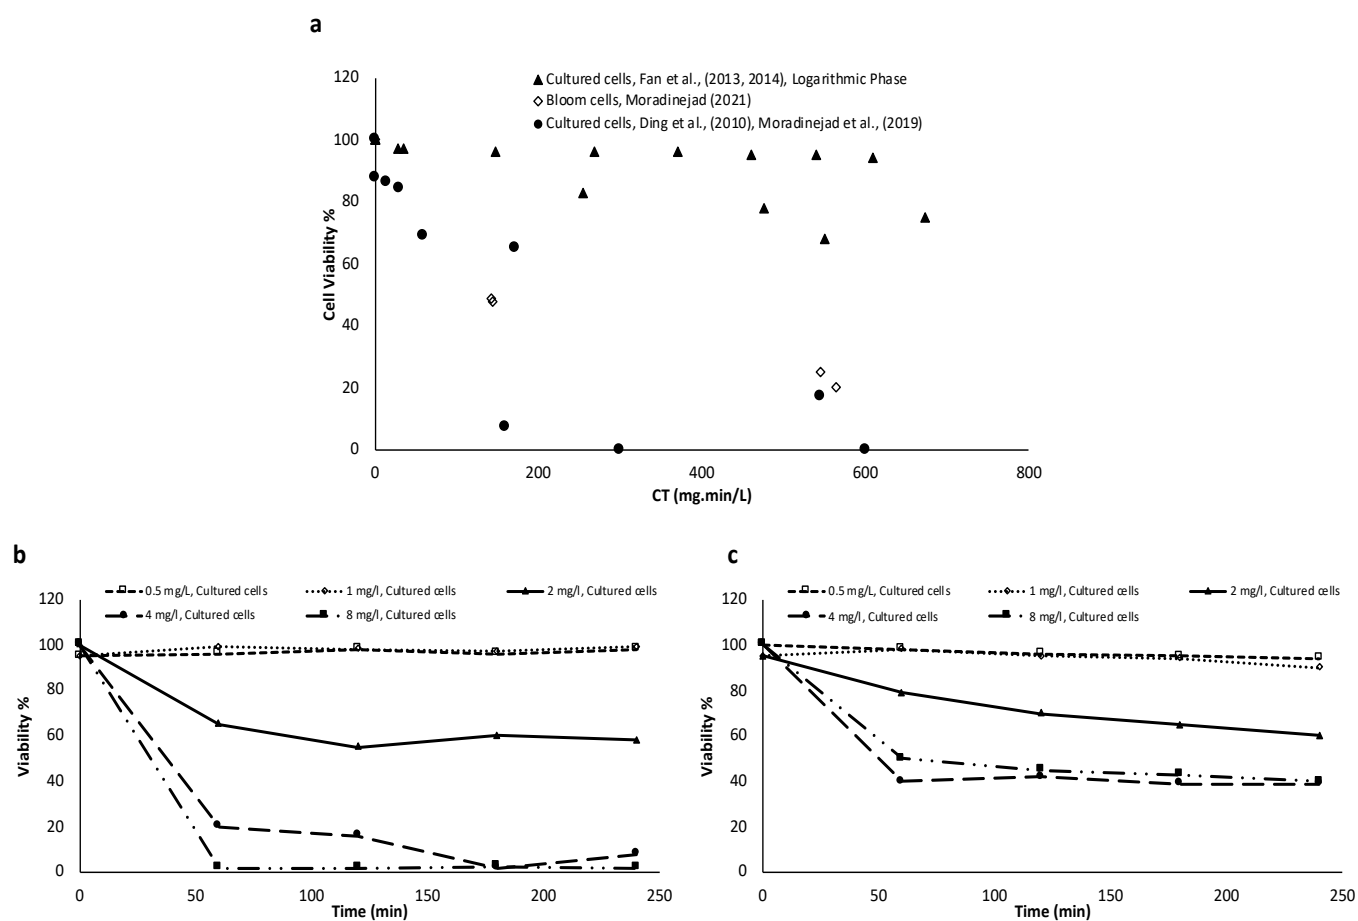 a
Cultured cells, Fan et al., (2013, 2014), Logarithmic Phase
Bloom cells, Moradinejad (2021)
Cultured cells, Ding et al., (2010), Moradinejad et al., (2019)
120
100
80
60
40
20
0
Cell Viability %
0 200 400 600 800
CT (mg.min/L)
b
0.5 mg/L, Cultured cells 1 mg/l, Cultured cells 2 mg/l, Cultured cells
4 mg/l, Cultured cells 8 mg/l, Cultured cells
120
100
80
60
40
20
0
Viability %
0 50 100 150 200 250
Time (min)
c
0.5 mg/L, Cultured cells 1 mg/l, Cultured cells 2 mg/l, Cultured cells
4 mg/l, Cultured cells 8 mg/l, Cultured cells
120
100
80
60
40
20
0
Viability %
0 50 100 150 200 250
Time (min)